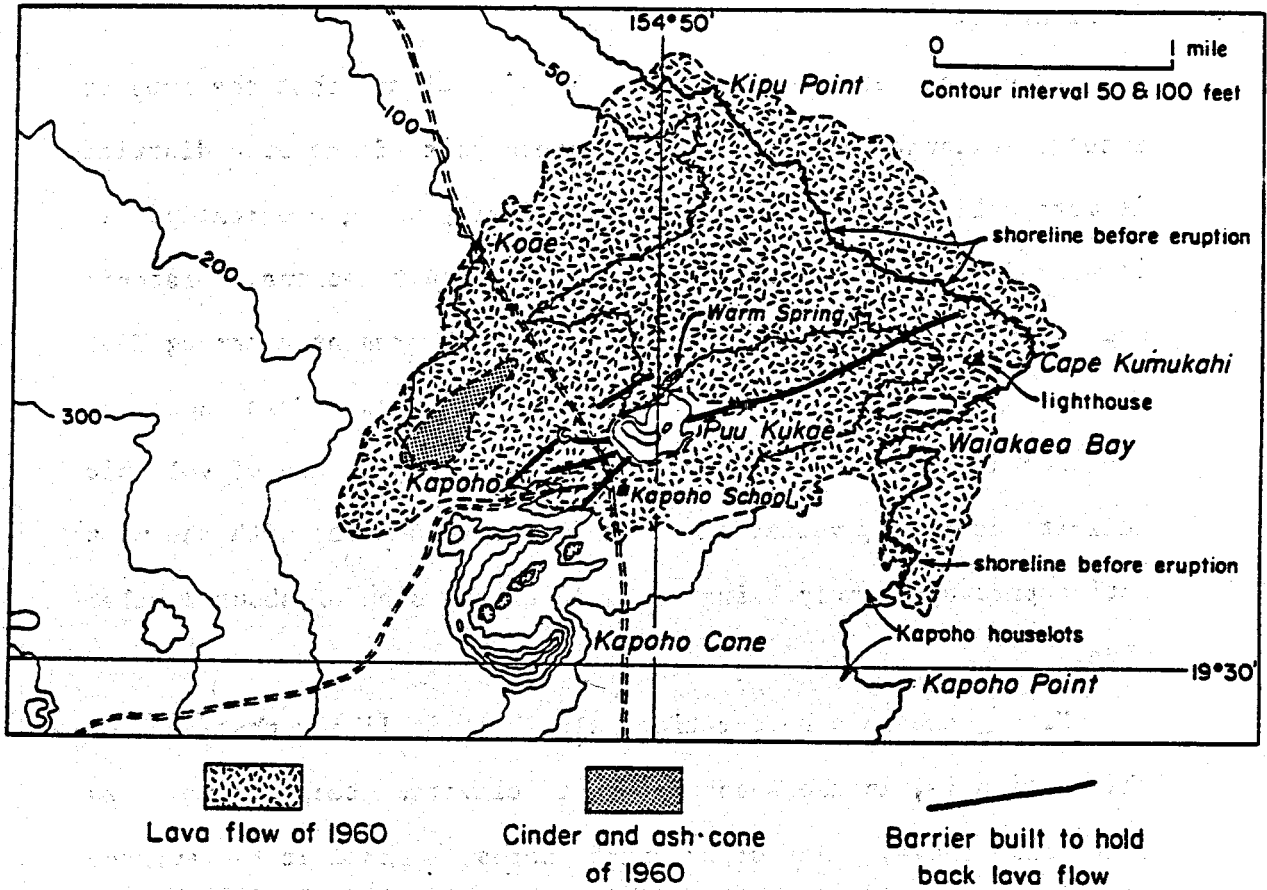 154°50'
0 1 mile
Contour interval 50 & 100 feet
Kipu Point
50
100
200
300
Koae
shoreline before eruption
Warm Spring
Cape Kumukahi
lighthouse
Puu Kukae
Waiakaea Bay
Kapoho
Kapoho School
shoreline before eruption
Kapoho houselots
Kapoho Cone
19°30'
Kapoho Point
Lava flow of 1960
Cinder and ash-cone
of 1960
Barrier built to hold
back lava flow